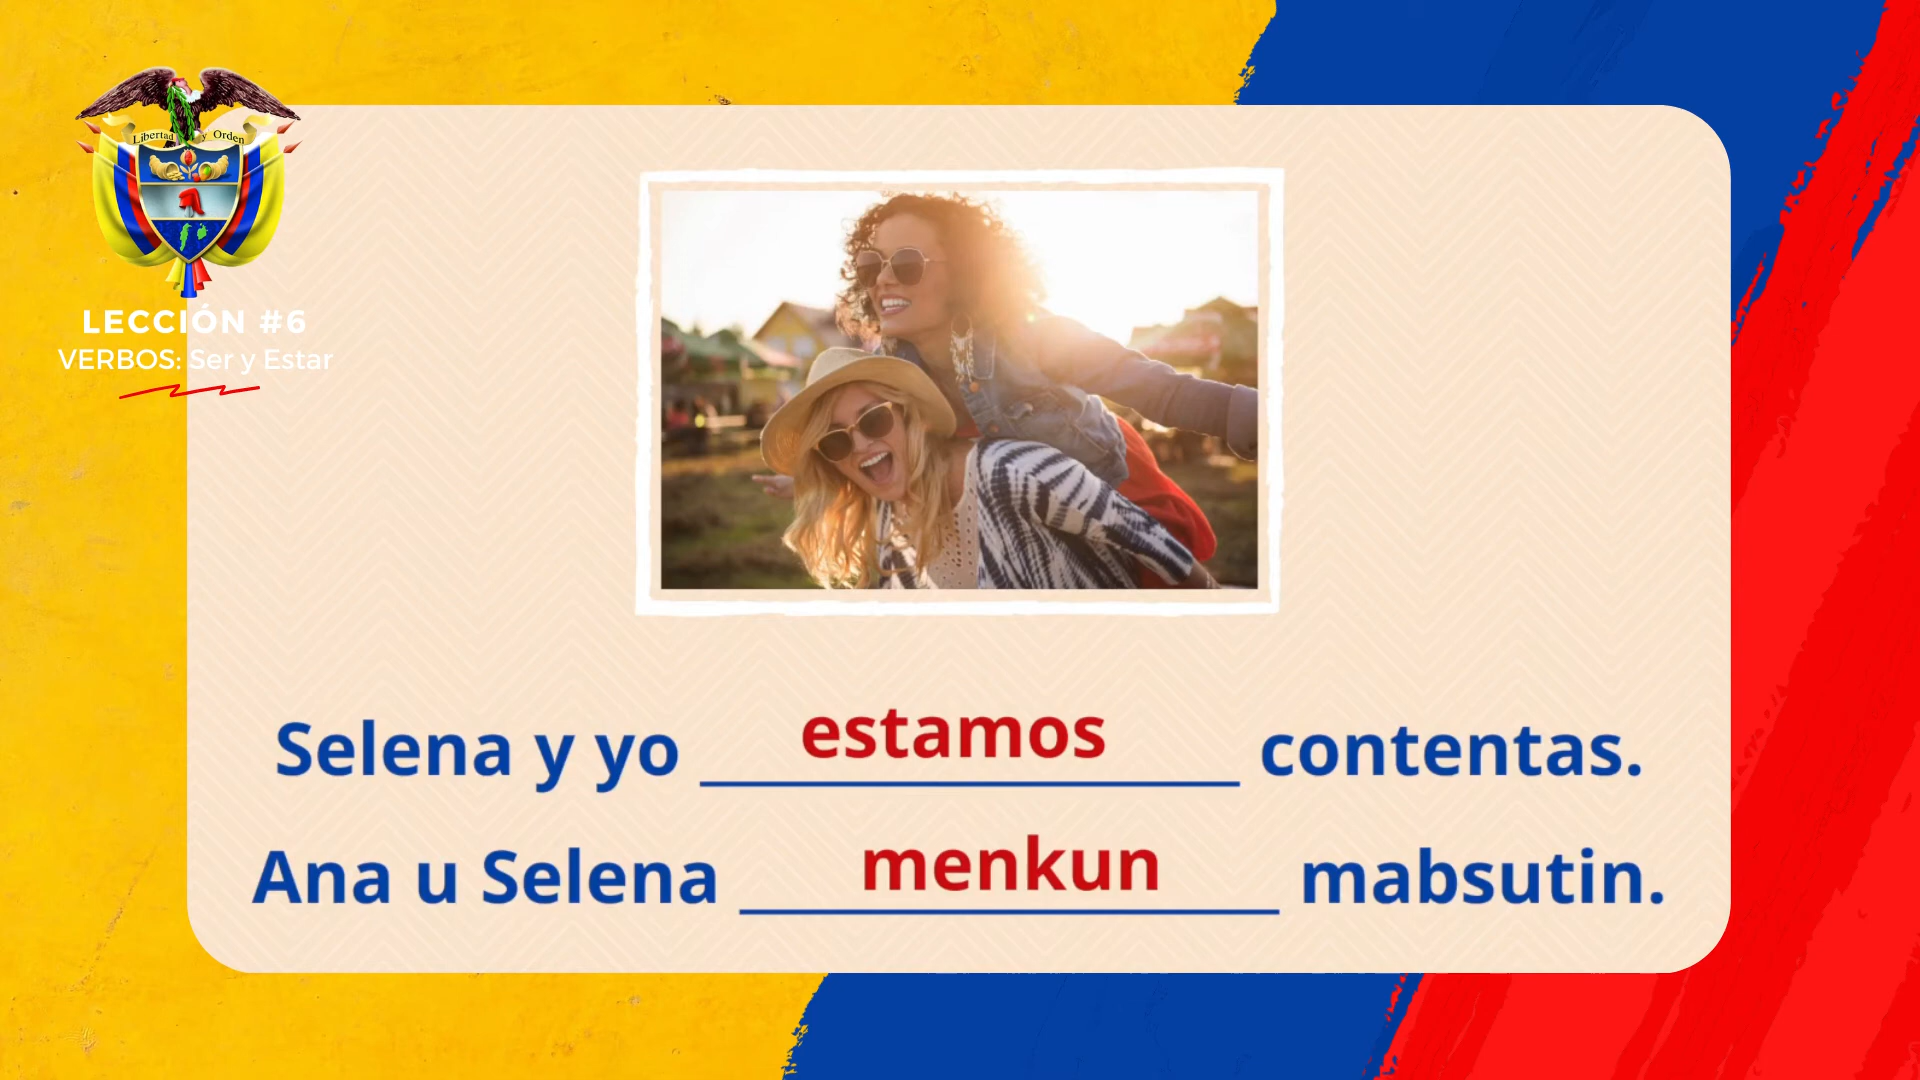 Libertad y Orden
LECCIÓN #6
VERBOS: Ser y Estar
Selena y yo estamos contentas.
Ana u Selena menkun mabsutin.